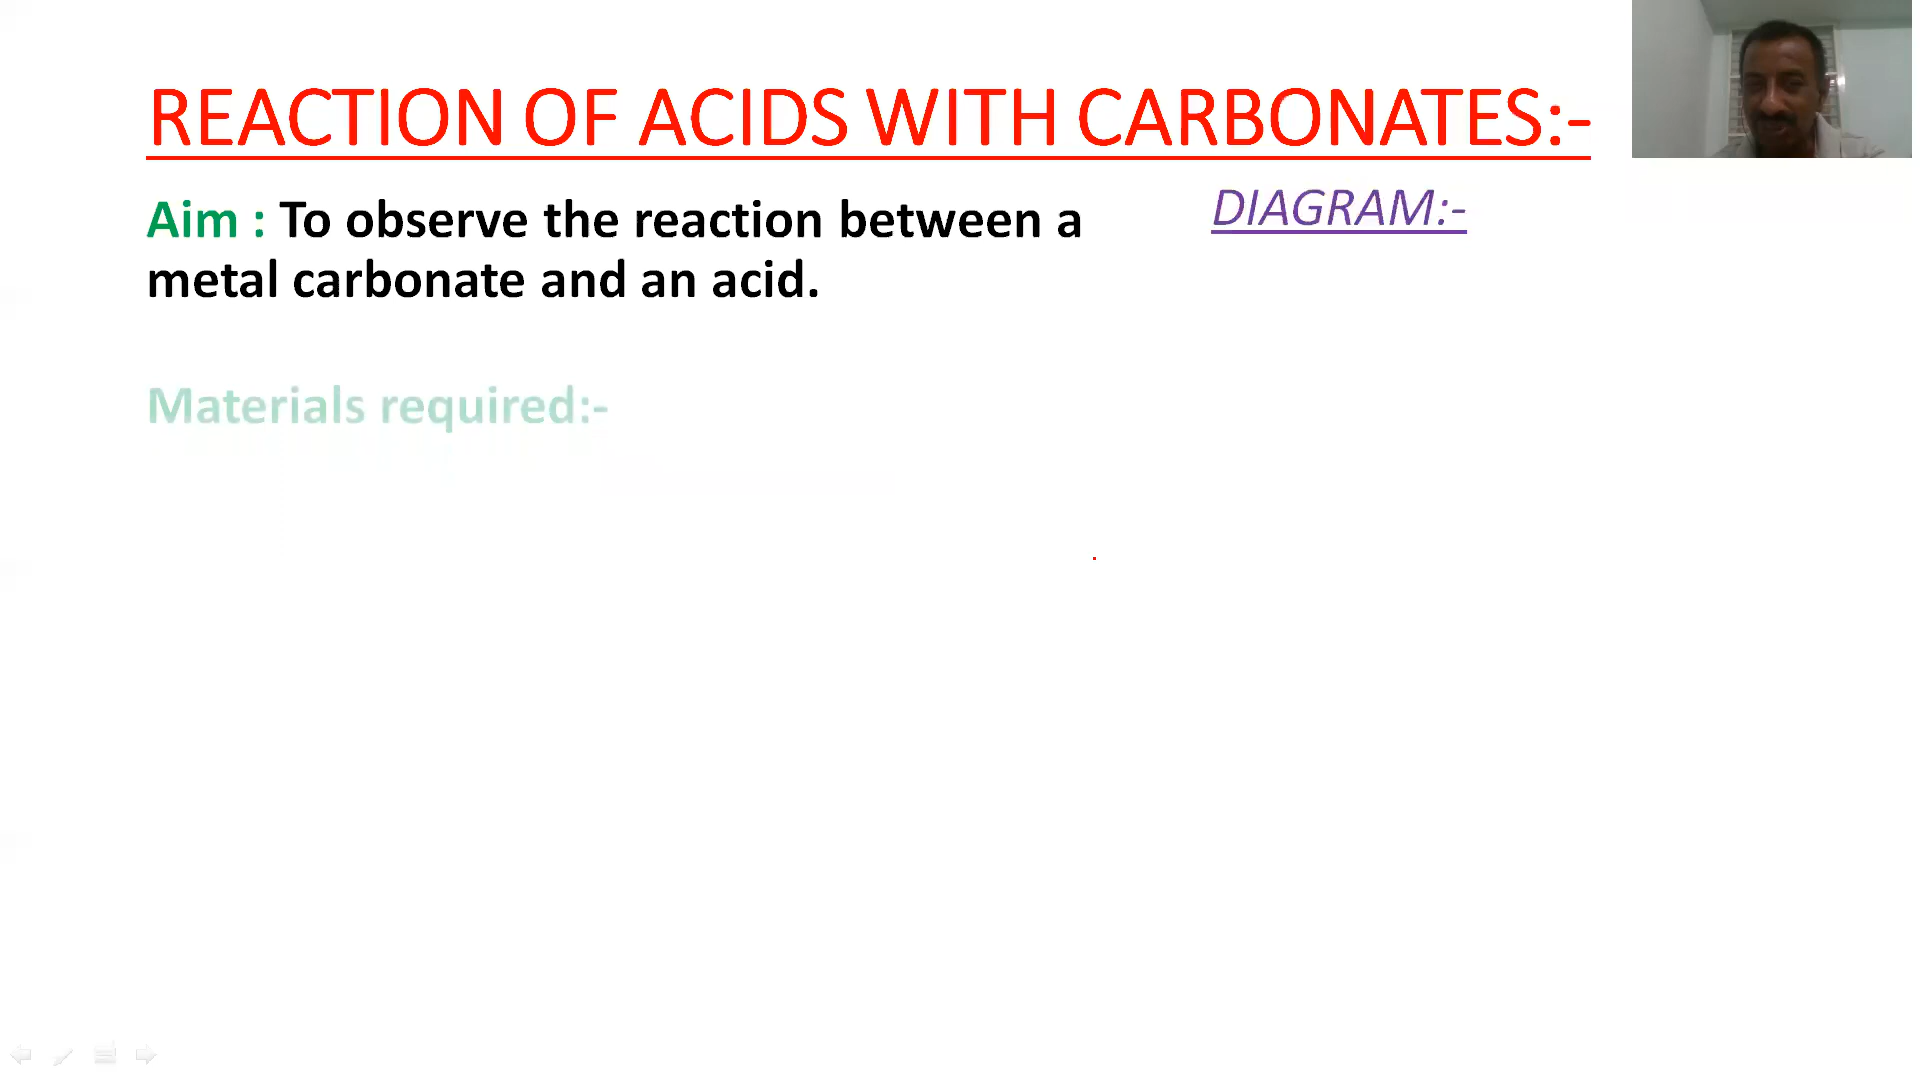 REACTION OF ACIDS WITH CARBONATES:-
Aim : To observe the reaction between a
metal carbonate and an acid.
DIAGRAM:-
Materials required:-